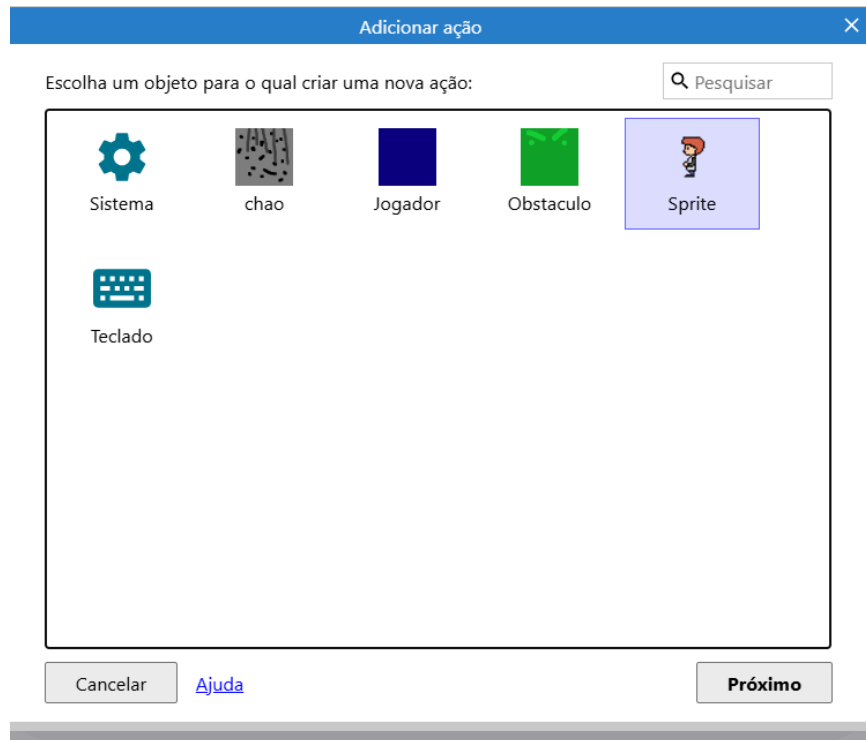 Adicionar ação
Escolha um objeto para o qual criar uma nova ação:
Pesquisar
Sistema
chao
Jogador
Obstaculo
Sprite
Teclado
Cancelar
Ajuda
Próximo